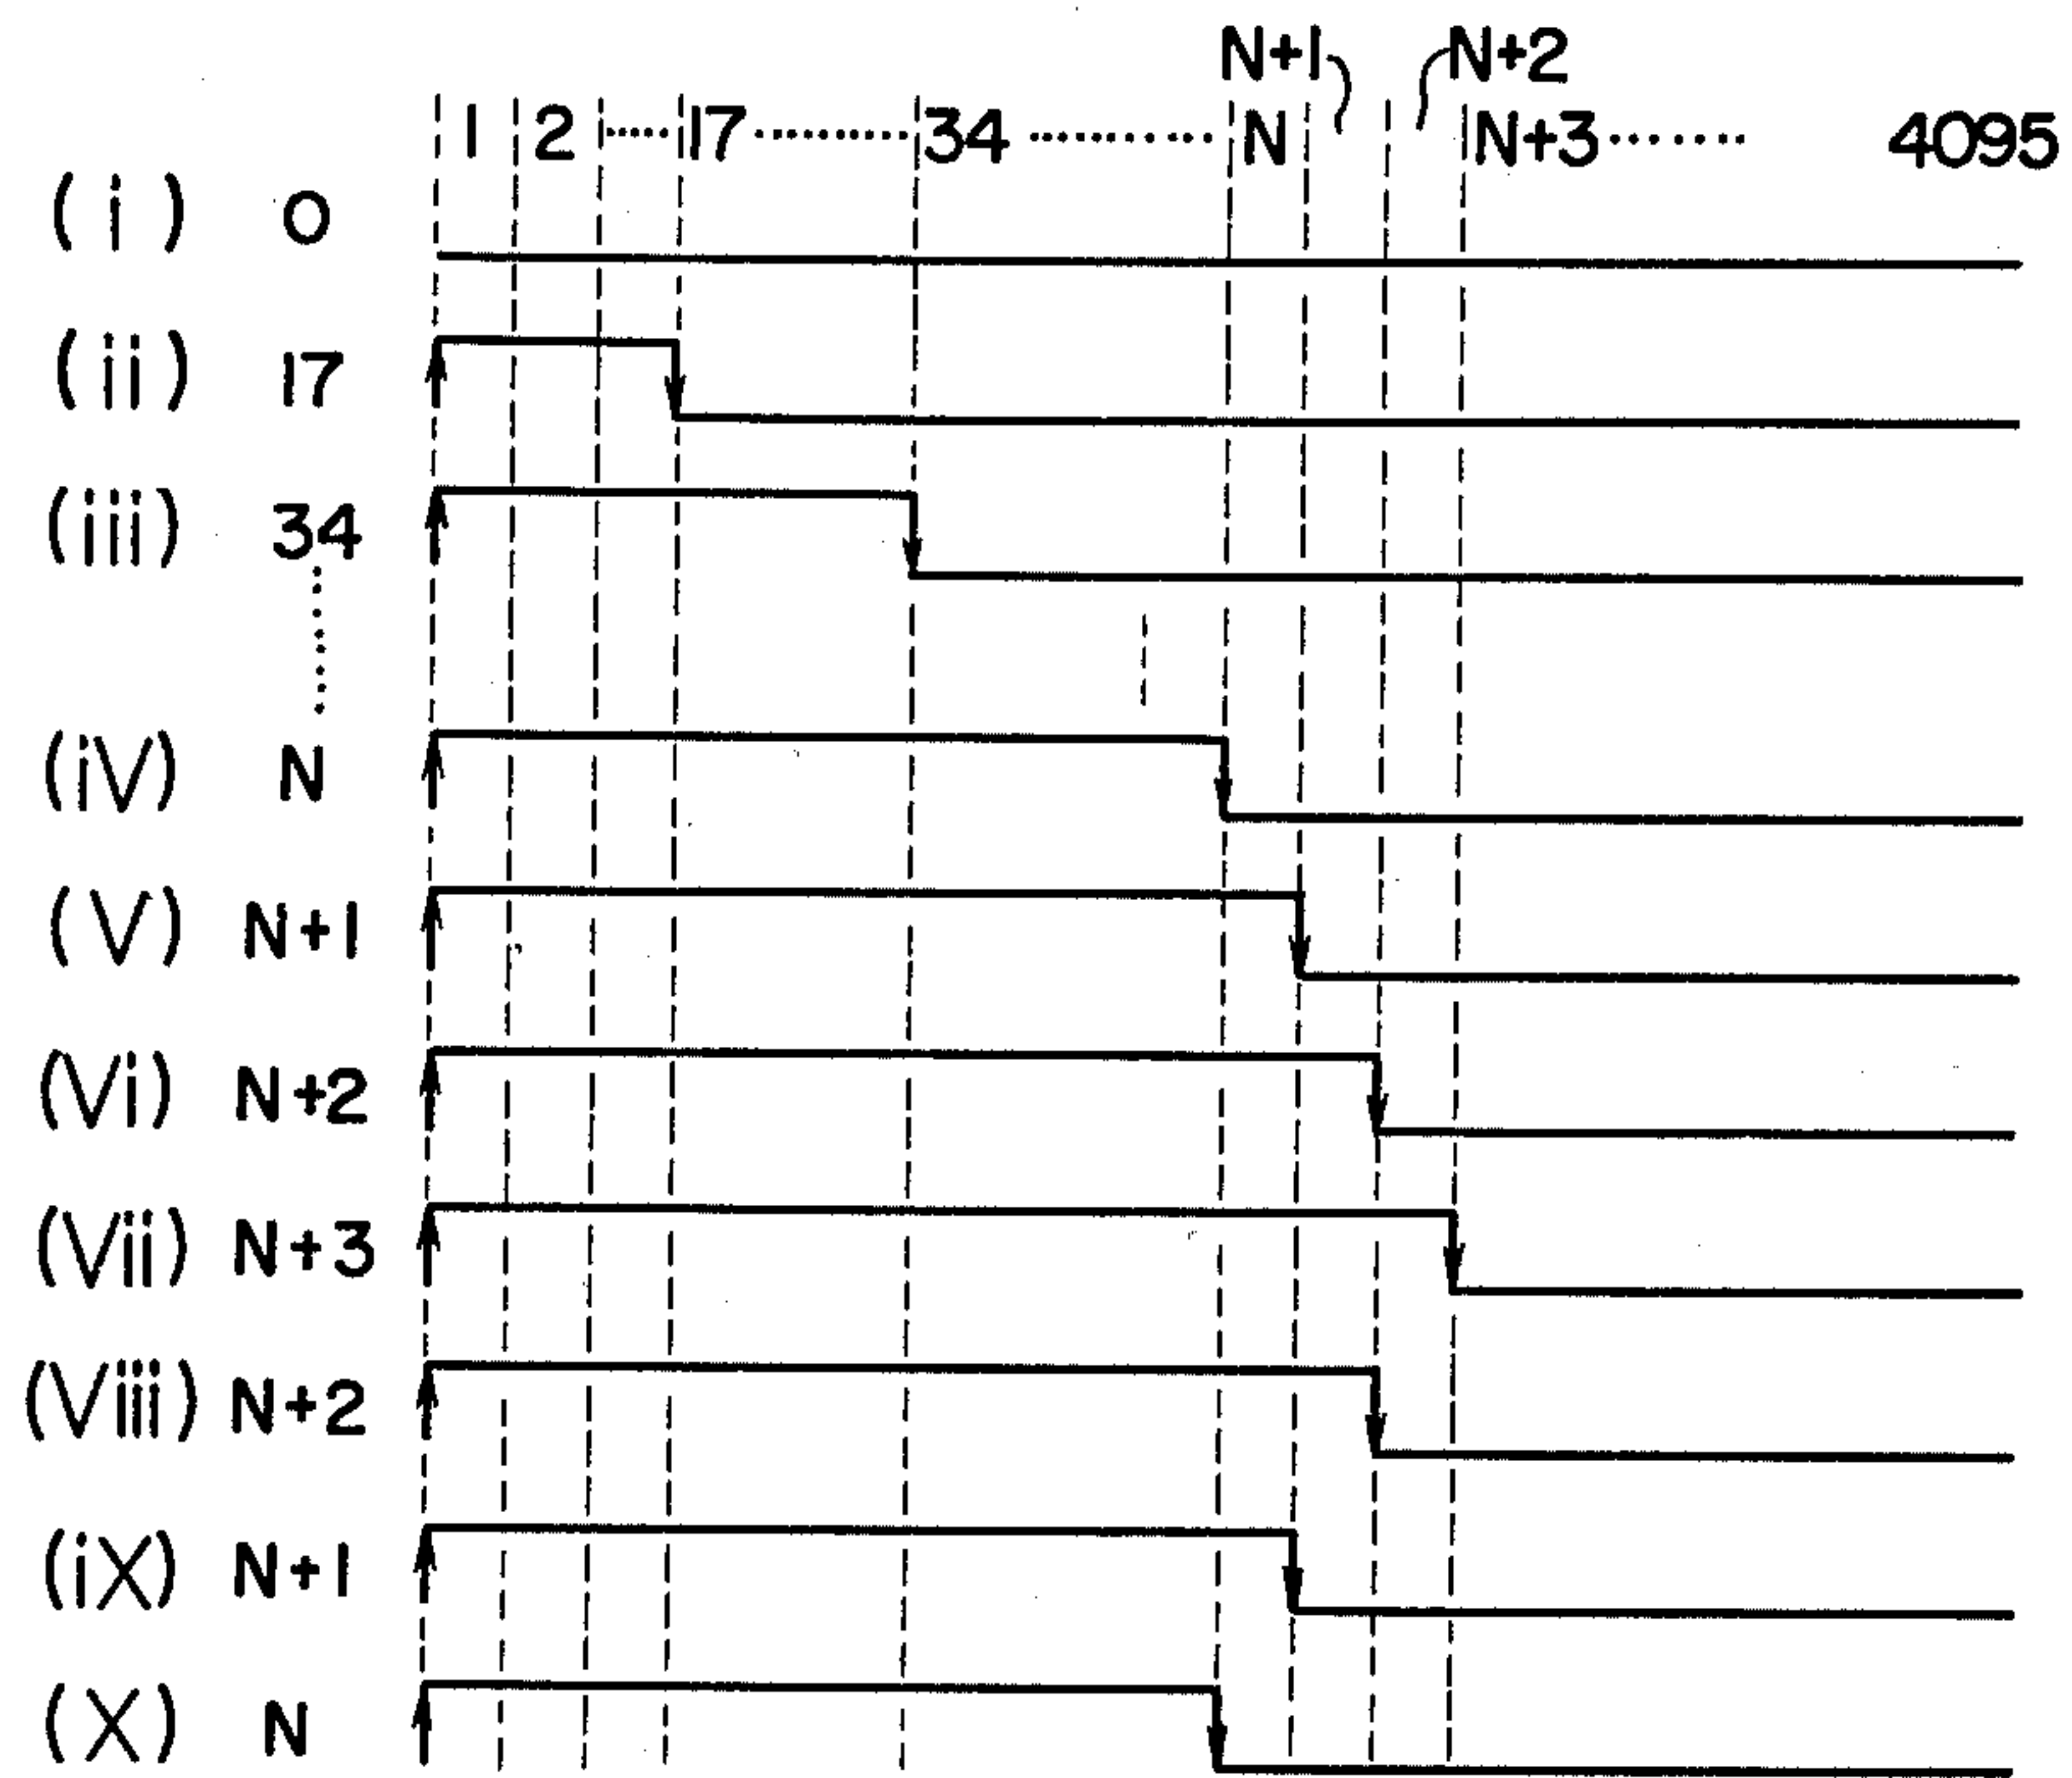 N+1 N+2
1 2 ...... 17 .......... 34 ........... N N+3 ....... 4095
(i) 0
(ii) 17
(iii) 34
(iV) N
(V) N+1
(Vi) N+2
(Vii) N+3
(Viii) N+2
(iX) N+1
(X) N